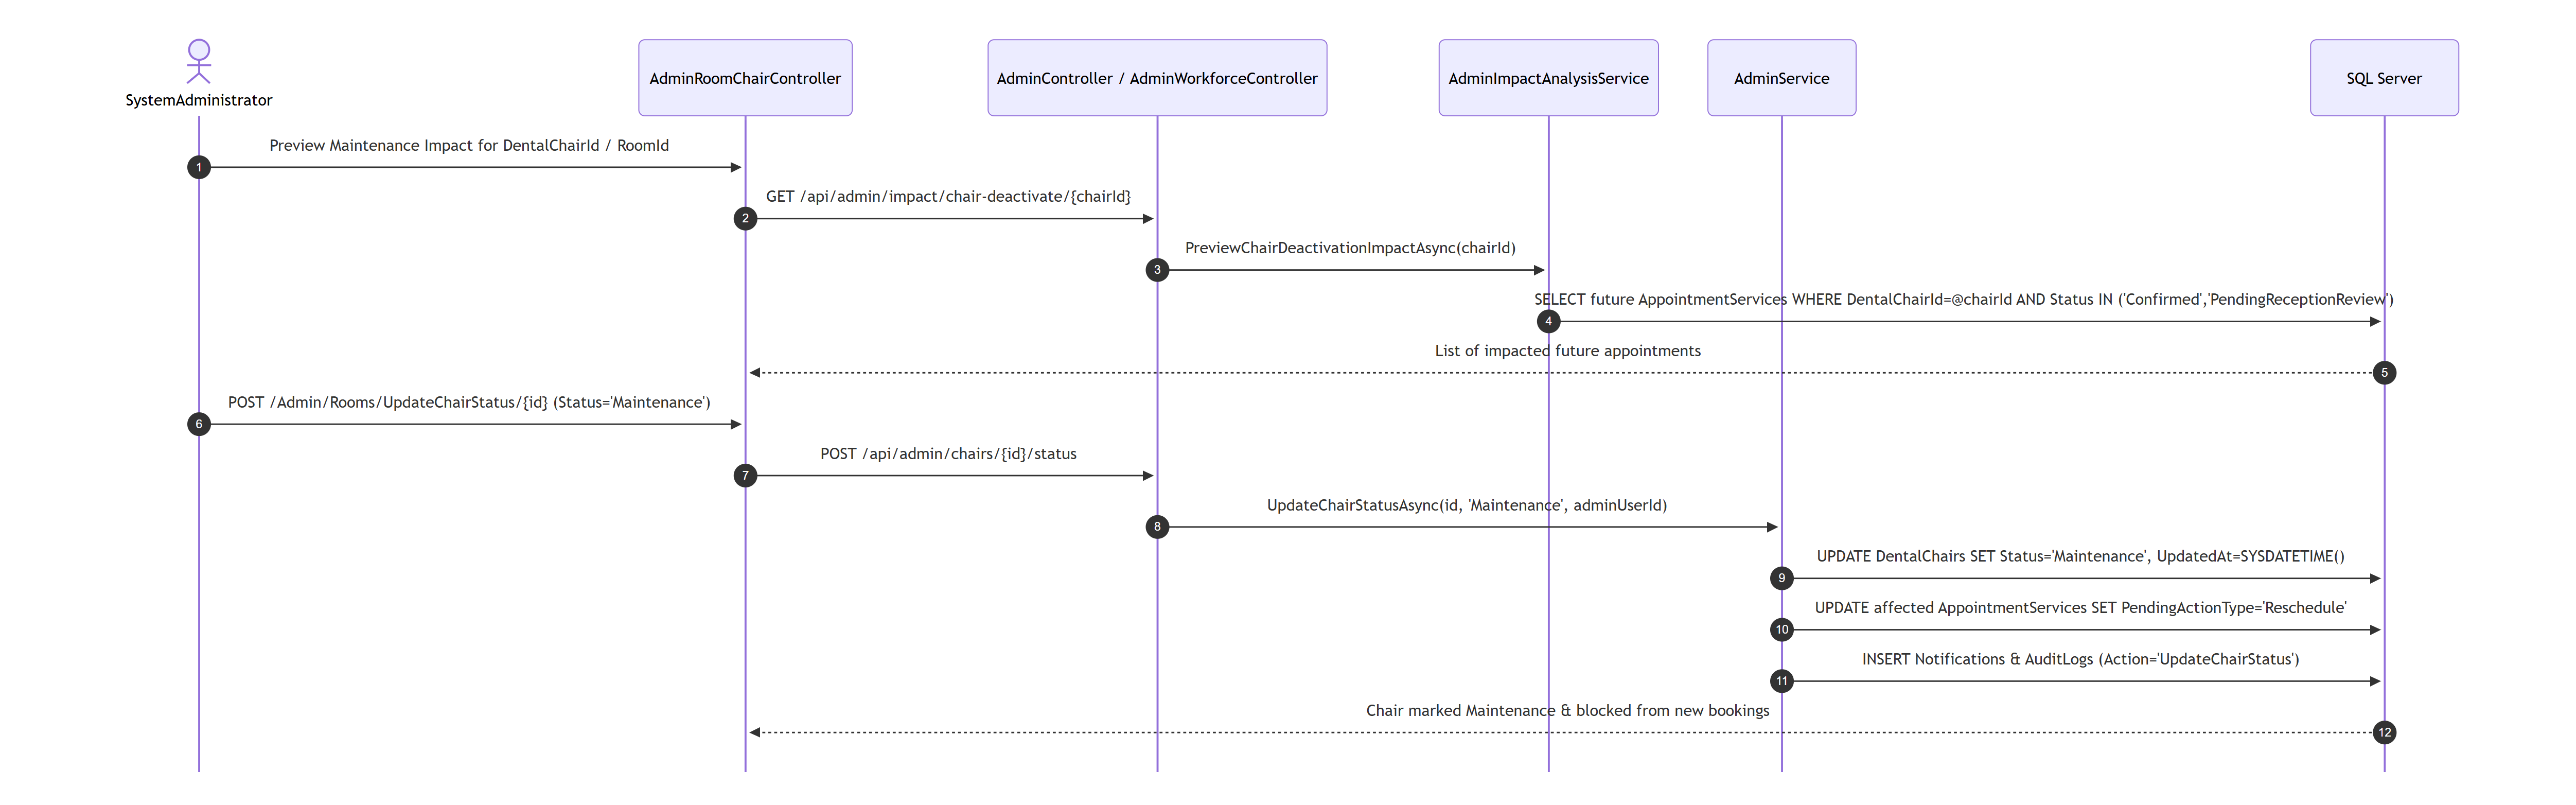 SystemAdministrator
AdminRoomChairController
AdminController / AdminWorkforceController
AdminImpactAnalysisService
AdminService
SQL Server
Preview Maintenance Impact for DentalChairId / RoomId
1
GET /api/admin/impact/chair-deactivate/{chairId}
2
PreviewChairDeactivationImpactAsync(chairId)
3
SELECT future AppointmentServices WHERE DentalChairId=@chairId AND Status IN ('Confirmed','PendingReceptionReview')
4
List of impacted future appointments
5
POST /Admin/Rooms/UpdateChairStatus/{id} (Status='Maintenance')
6
POST /api/admin/chairs/{id}/status
7
UpdateChairStatusAsync(id, 'Maintenance', adminUserId)
8
UPDATE DentalChairs SET Status='Maintenance', UpdatedAt=SYSDATETIME()
9
UPDATE affected AppointmentServices SET PendingActionType='Reschedule'
10
INSERT Notifications & AuditLogs (Action='UpdateChairStatus')
11
Chair marked Maintenance & blocked from new bookings
12